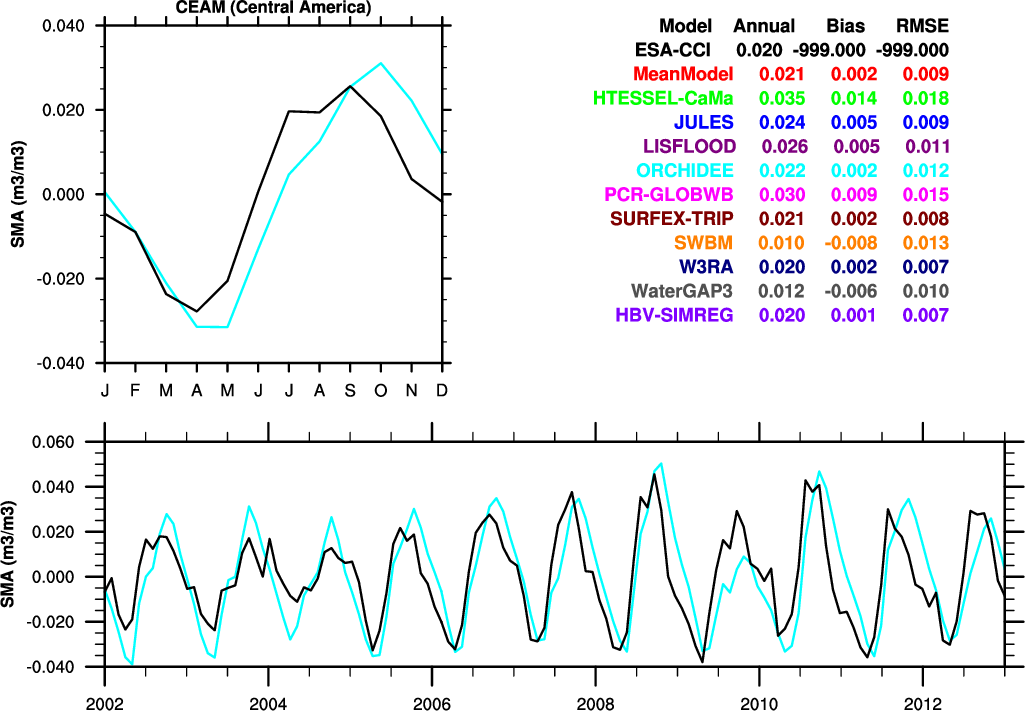 CEAM (Central America)
SMA (m3/m3)
0.040
0.020
0.000
-0.020
-0.040
J F M A M J J A S O N D
Model Annual Bias RMSE
ESA-CCI 0.020 -999.000 -999.000
MeanModel 0.021 0.002 0.009
HTESSEL-CaMa 0.035 0.014 0.018
JULES 0.024 0.005 0.009
LISFLOOD 0.026 0.005 0.011
ORCHIDEE 0.022 0.002 0.012
PCR-GLOBWB 0.030 0.009 0.015
SURFEX-TRIP 0.021 0.002 0.008
SWBM 0.010 -0.008 0.013
W3RA 0.020 0.002 0.007
WaterGAP3 0.012 -0.006 0.010
HBV-SIMREG 0.020 0.001 0.007
SMA (m3/m3)
0.060
0.040
0.020
0.000
-0.020
-0.040
2002 2004 2006 2008 2010 2012